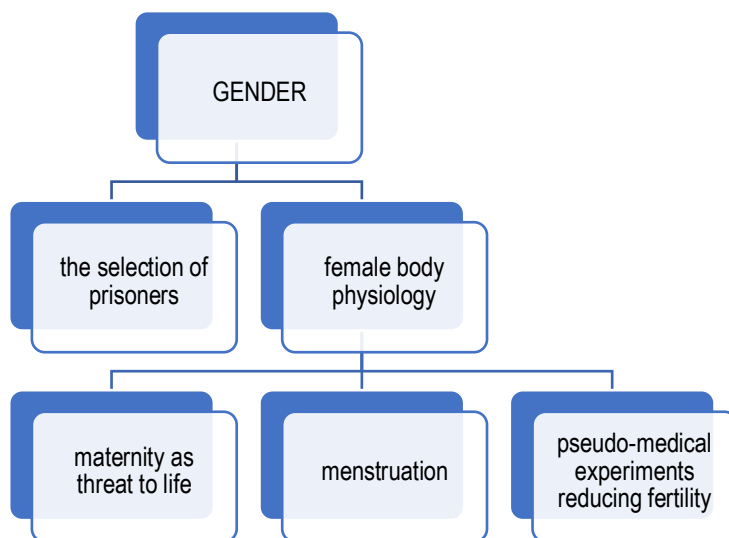 GENDER
the selection of
prisoners
female body
physiology
maternity as
threat to life
menstruation
pseudo-medical
experiments
reducing fertility